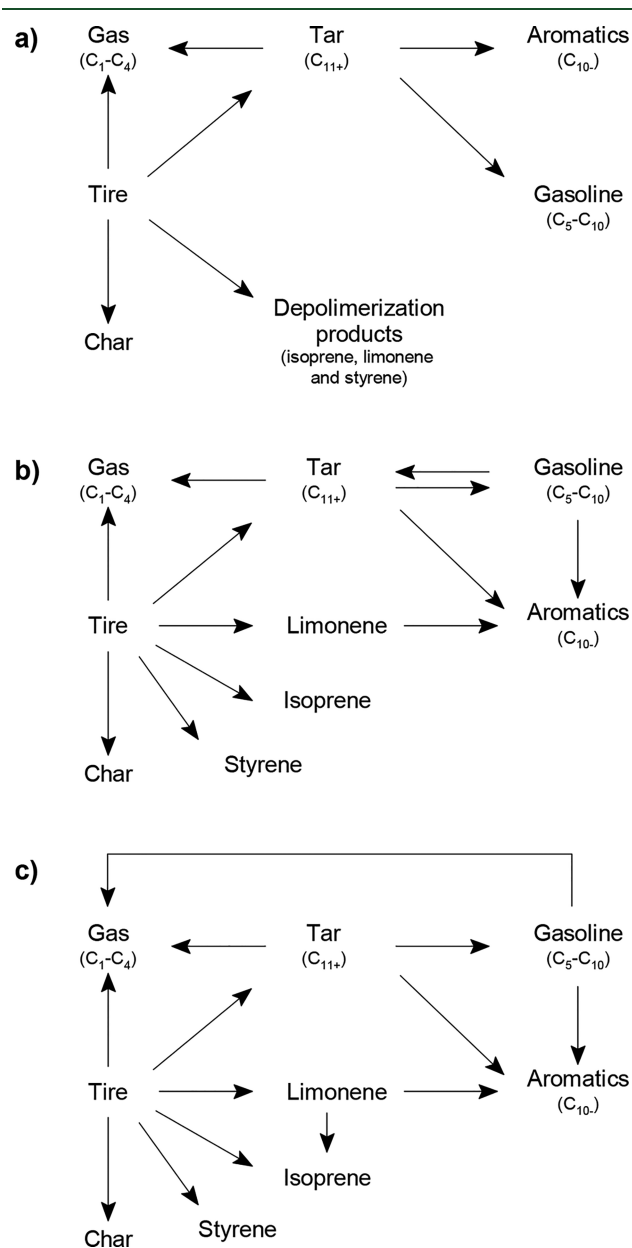 a)
Gas
(C₁-C₄)
Tar
(C₁₁₊)
Aromatics
(C₁₀₋)
Tire
Gasoline
(C₅-C₁₀)
Char
Depolimerization
products
(isoprene, limonene
and styrene)
b)
Gas
(C₁-C₄)
Tar
(C₁₁₊)
Gasoline
(C₅-C₁₀)
Tire
Limonene
Aromatics
(C₁₀₋)
Isoprene
Styrene
Char
c)
Gas
(C₁-C₄)
Tar
(C₁₁₊)
Gasoline
(C₅-C₁₀)
Tire
Limonene
Aromatics
(C₁₀₋)
Isoprene
Styrene
Char